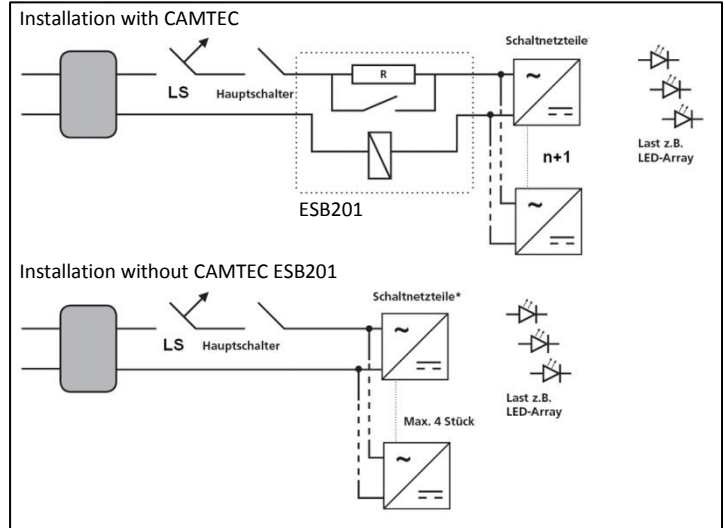 Installation with CAMTEC
Schaltnetzteile
LS
Hauptschalter
R
ESB201
n+1
Last z.B.
LED-Array
Installation without CAMTEC ESB201
Schaltnetzteile*
LS
Hauptschalter
Max. 4 Stück
Last z.B.
LED-Array